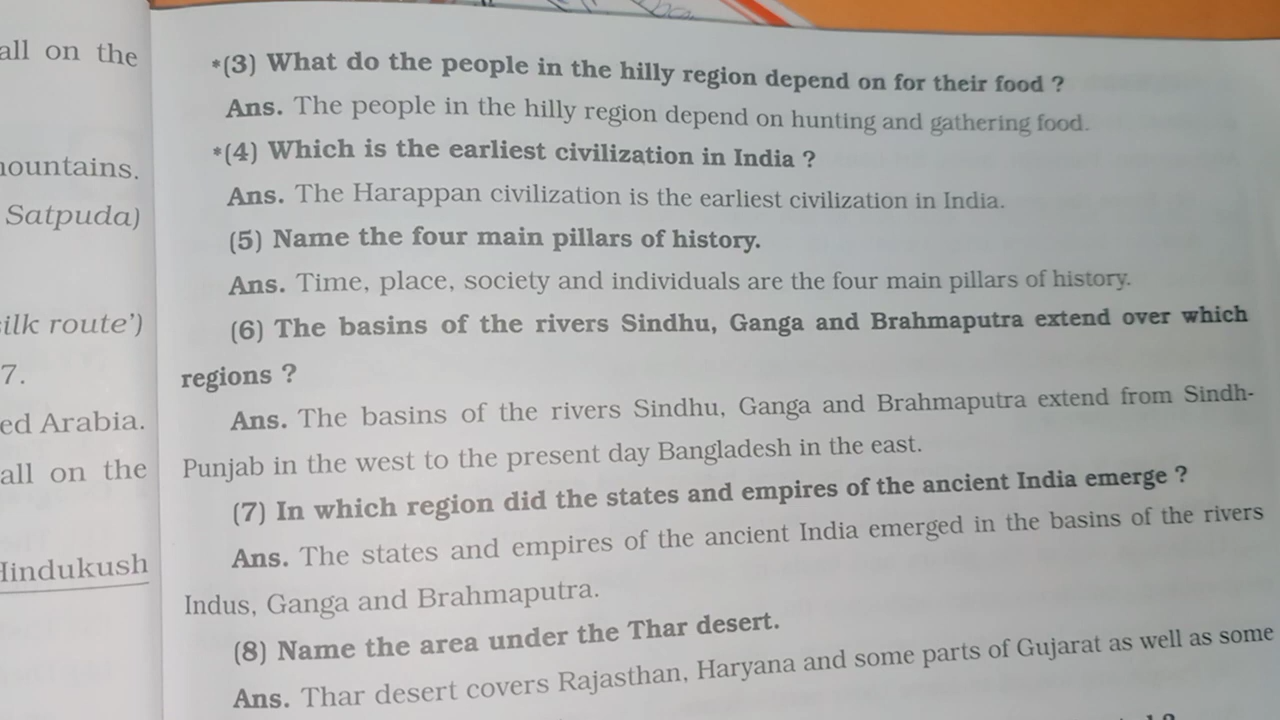 all on the
mountains.
Satpuda)
silk route')
7.
ed Arabia.
all on the
Hindukush
*(3) What do the people in the hilly region depend on for their food ?
Ans. The people in the hilly region depend on hunting and gathering food.
*(4) Which is the earliest civilization in India ?
Ans. The Harappan civilization is the earliest civilization in India.
(5) Name the four main pillars of history.
Ans. Time, place, society and individuals are the four main pillars of history.
(6) The basins of the rivers Sindhu, Ganga and Brahmaputra extend over which
regions ?
Ans. The basins of the rivers Sindhu, Ganga and Brahmaputra extend from Sindh-
Punjab in the west to the present day Bangladesh in the east.
(7) In which region did the states and empires of the ancient India emerge ?
Ans. The states and empires of the ancient India emerged in the basins of the rivers
Indus, Ganga and Brahmaputra.
(8) Name the area under the Thar desert.
Ans. Thar desert covers Rajasthan, Haryana and some parts of Gujarat as well as some